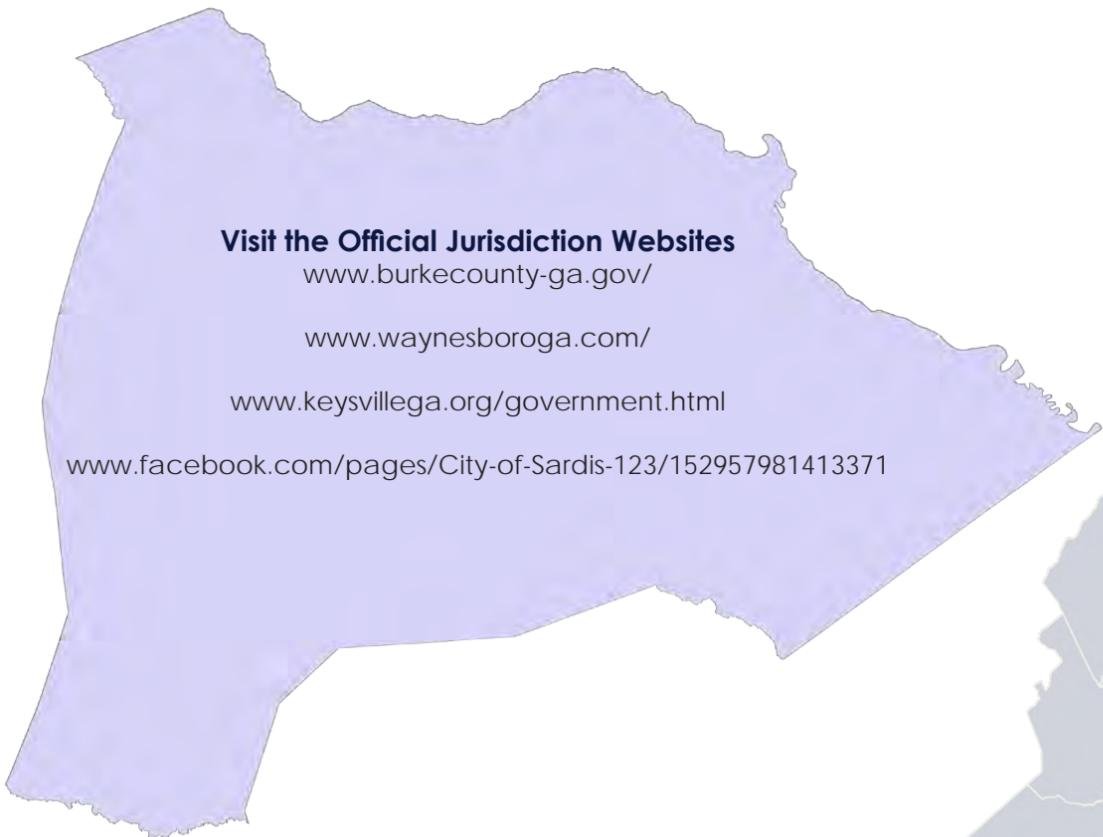 Visit the Official Jurisdiction Websites
www.burkecounty-ga.gov/
www.waynesboroga.com/
www.keysvillega.org/government.html
www.facebook.com/pages/City-of-Sardis-123/152957981413371